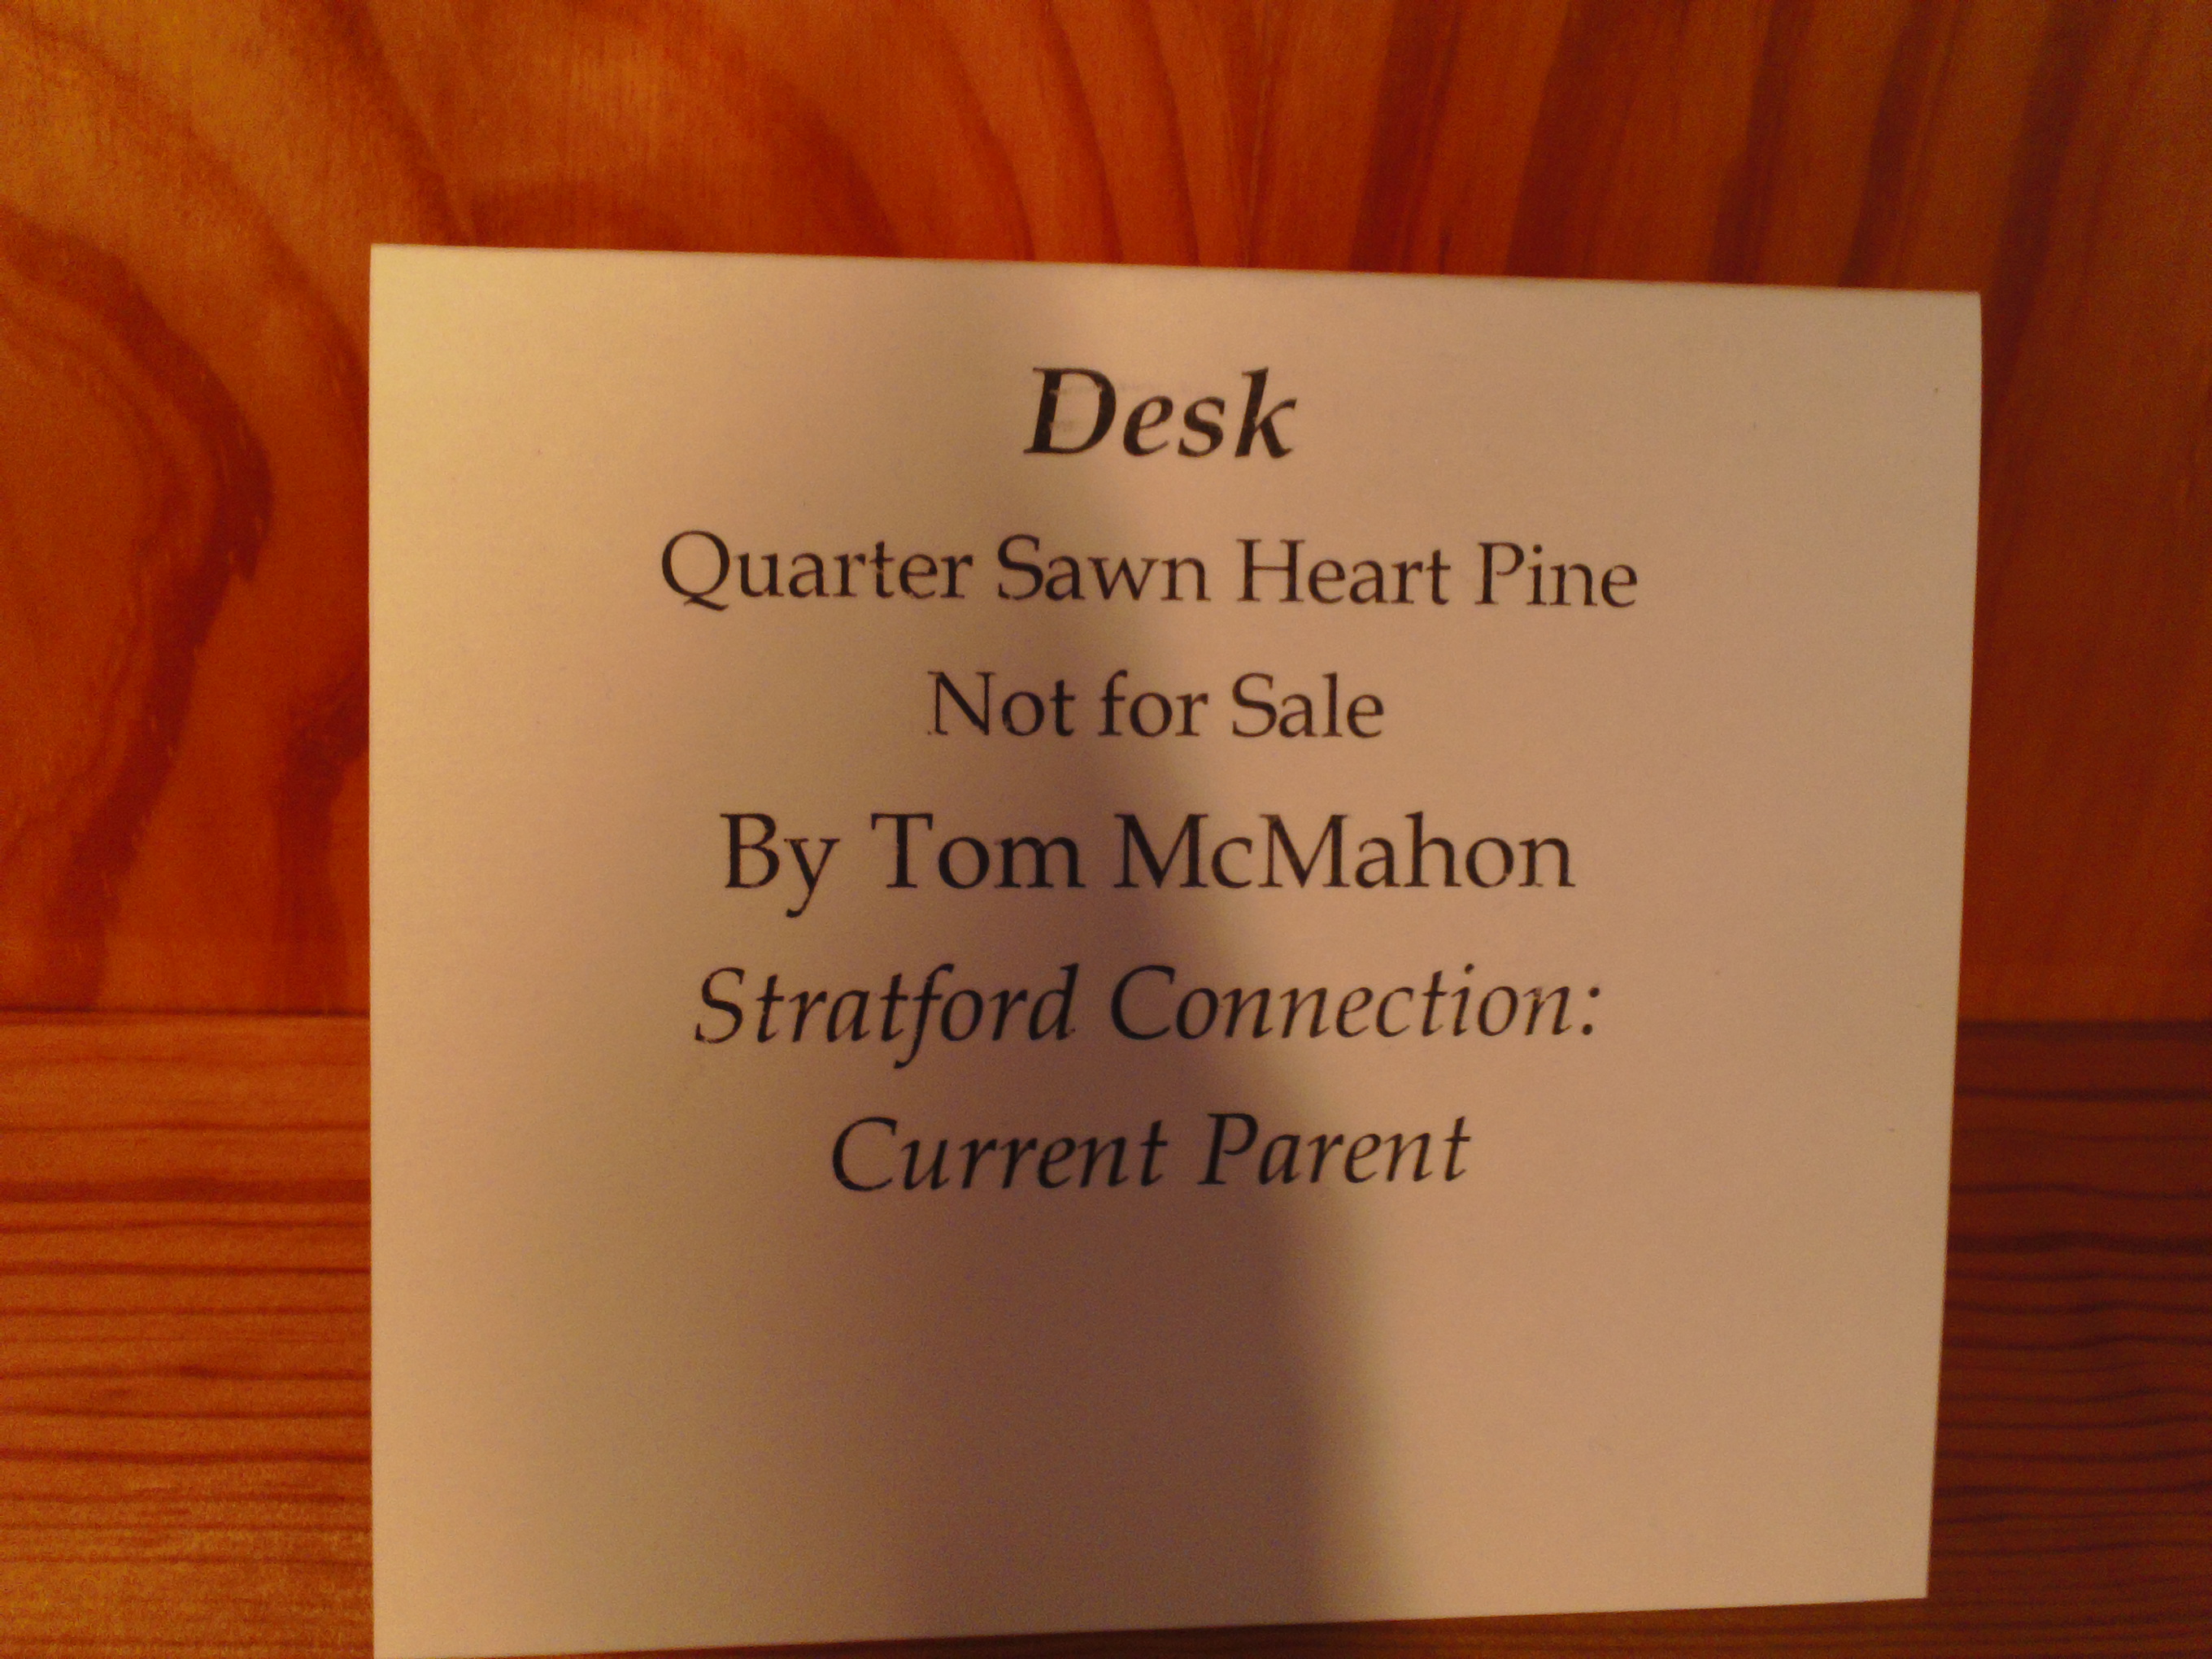 Desk
Quarter Sawn Heart Pine
Not for Sale
By Tom McMahon
Stratford Connection:
Current Parent